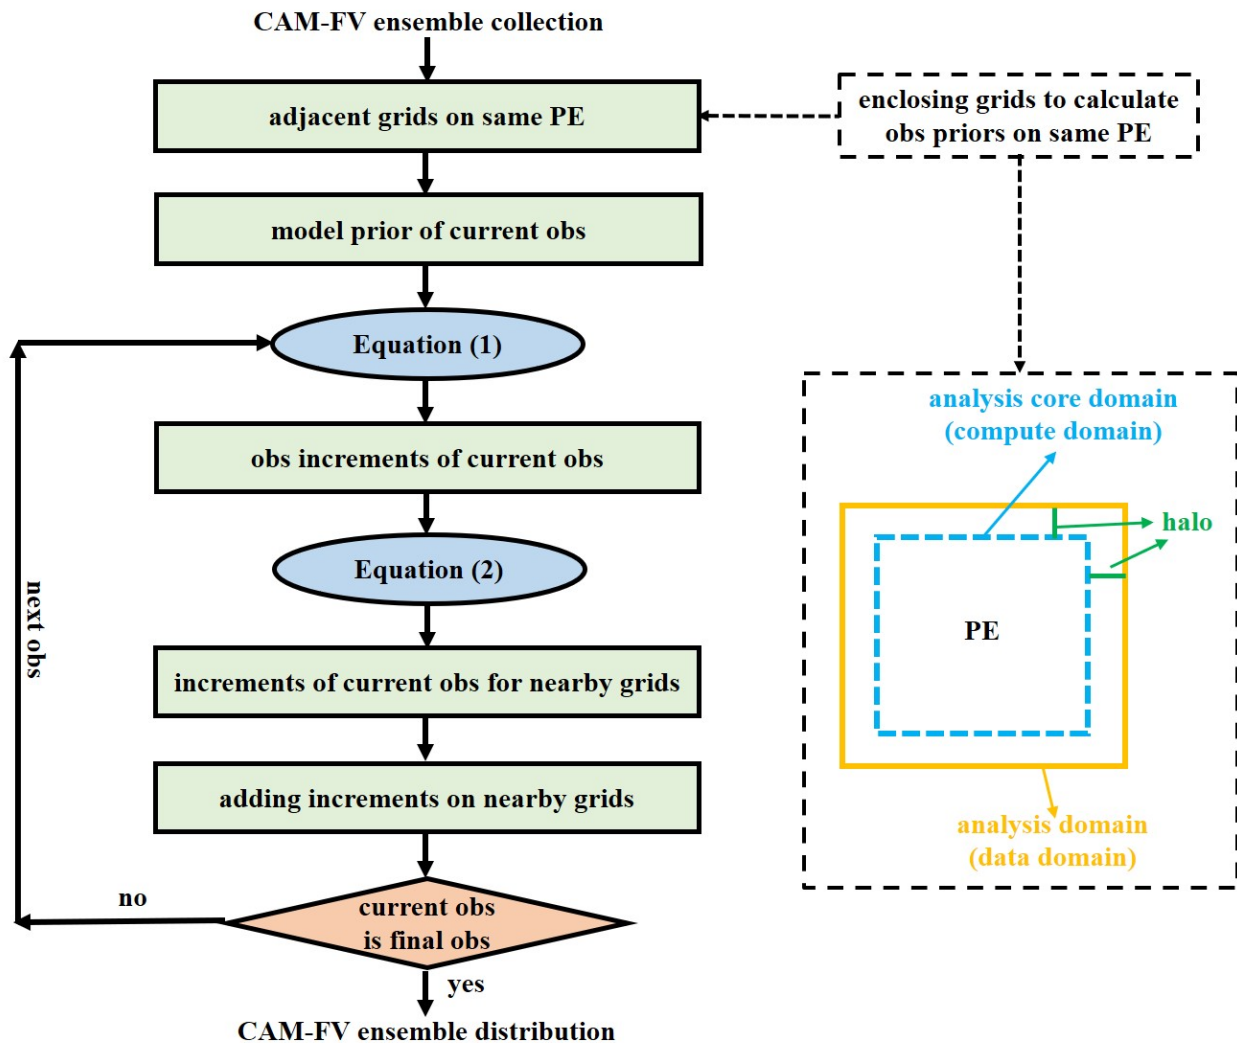 CAM-FV ensemble collection
adjacent grids on same PE
enclosing grids to calculate
obs priors on same PE
model prior of current obs
Equation (1)
obs increments of current obs
Equation (2)
increments of current obs for nearby grids
adding increments on nearby grids
current obs
is final obs
no
next obs
yes
CAM-FV ensemble distribution
analysis core domain
(compute domain)
halo
PE
analysis domain
(data domain)